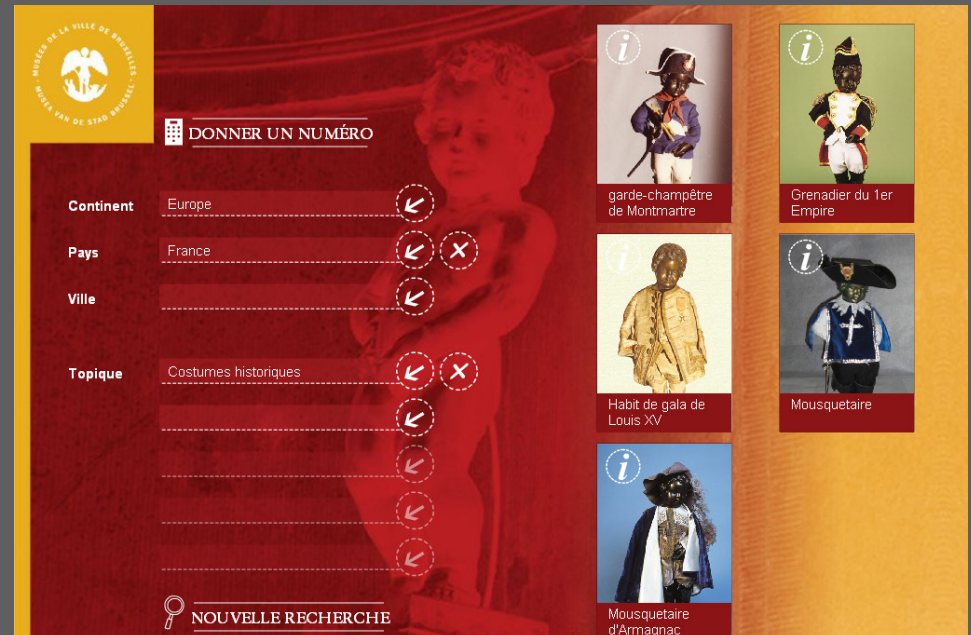 MUSÉES DE LA VILLE DE BRUXELLES
MUSEA VAN DE STAD BRUSSEL
DONNER UN NUMÉRO
Continent Europe
Pays France
Ville
Topique Costumes historiques
NOUVELLE RECHERCHE
i
garde-champêtre
de Montmartre
i
Grenadier du 1er
Empire
i
Habit de gala de
Louis XV
i
Mousquetaire
i
Mousquetaire
d'Armagnac